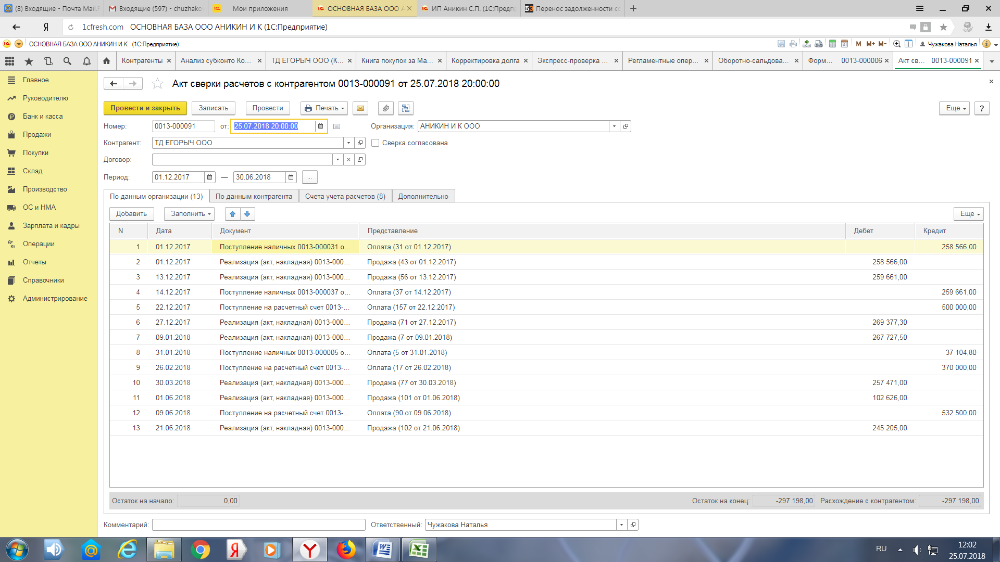 (8) Входящие - Почта Mail.R
Входящие (597) - chuzhako
Мои приложения
ОСНОВНАЯ БАЗА ООО А
ИП Аникин С.П. (1С:Предпр
Перенос задолженности со
1cfresh.com ОСНОВНАЯ БАЗА ООО АНИКИН И К (1С:Предприятие)
ОСНОВНАЯ БАЗА ООО АНИКИН И К (1С:Предприятие)
M M+ M-
Чужакова Наталья
Контрагенты
Анализ субконто Ко...
ТД ЕГОРЫЧ ООО (К...
Книга покупок за Ма...
Корректировка долга
Экспресс-проверка ...
Регламентные опер...
Оборотно-сальдова...
Форм... 0013-000006
Акт св... 0013-000091
Главное
Руководителю
Банк и касса
Продажи
Покупки
Склад
Производство
ОС и НМА
Зарплата и кадры
Операции
Отчеты
Справочники
Администрирование
Акт сверки расчетов с контрагентом 0013-000091 от 25.07.2018 20:00:00
Провести и закрыть Записать Провести Печать Еще ?
Номер: 0013-000091 от: 25.07.2018 20:00:00 Организация: АНИКИН И К ООО
Контрагент: ТД ЕГОРЫЧ ООО Сверка согласована
Договор:
Период: 01.12.2017 — 30.06.2018 ...
По данным организации (13) По данным контрагента Счета учета расчетов (8) Дополнительно
Добавить Заполнить Еще
N Дата Документ Представление Дебет Кредит
1 01.12.2017 Поступление наличных 0013-000031 о... Оплата (31 от 01.12.2017) 258 566,00
2 01.12.2017 Реализация (акт, накладная) 0013-000... Продажа (43 от 01.12.2017) 258 566,00
3 13.12.2017 Реализация (акт, накладная) 0013-000... Продажа (56 от 13.12.2017) 259 661,00
4 14.12.2017 Поступление наличных 0013-000037 о... Оплата (37 от 14.12.2017) 259 661,00
5 22.12.2017 Поступление на расчетный счет 0013-... Оплата (157 от 22.12.2017) 500 000,00
6 27.12.2017 Реализация (акт, накладная) 0013-000... Продажа (71 от 27.12.2017) 269 377,30
7 09.01.2018 Реализация (акт, накладная) 0013-000... Продажа (7 от 09.01.2018) 267 727,50
8 31.01.2018 Поступление наличных 0013-000005 о... Оплата (5 от 31.01.2018) 37 104,80
9 26.02.2018 Поступление на расчетный счет 0013-... Оплата (17 от 26.02.2018) 370 000,00
10 30.03.2018 Реализация (акт, накладная) 0013-000... Продажа (77 от 30.03.2018) 257 471,00
11 01.06.2018 Реализация (акт, накладная) 0013-000... Продажа (101 от 01.06.2018) 102 626,00
12 09.06.2018 Поступление на расчетный счет 0013-... Оплата (90 от 09.06.2018) 532 500,00
13 21.06.2018 Реализация (акт, накладная) 0013-000... Продажа (102 от 21.06.2018) 245 205,00
Остаток на начало: 0,00 Остаток на конец: -297 198,00 Расхождение с контрагентом: -297 198,00
Комментарий: Ответственный: Чужакова Наталья
RU
12:02
25.07.2018